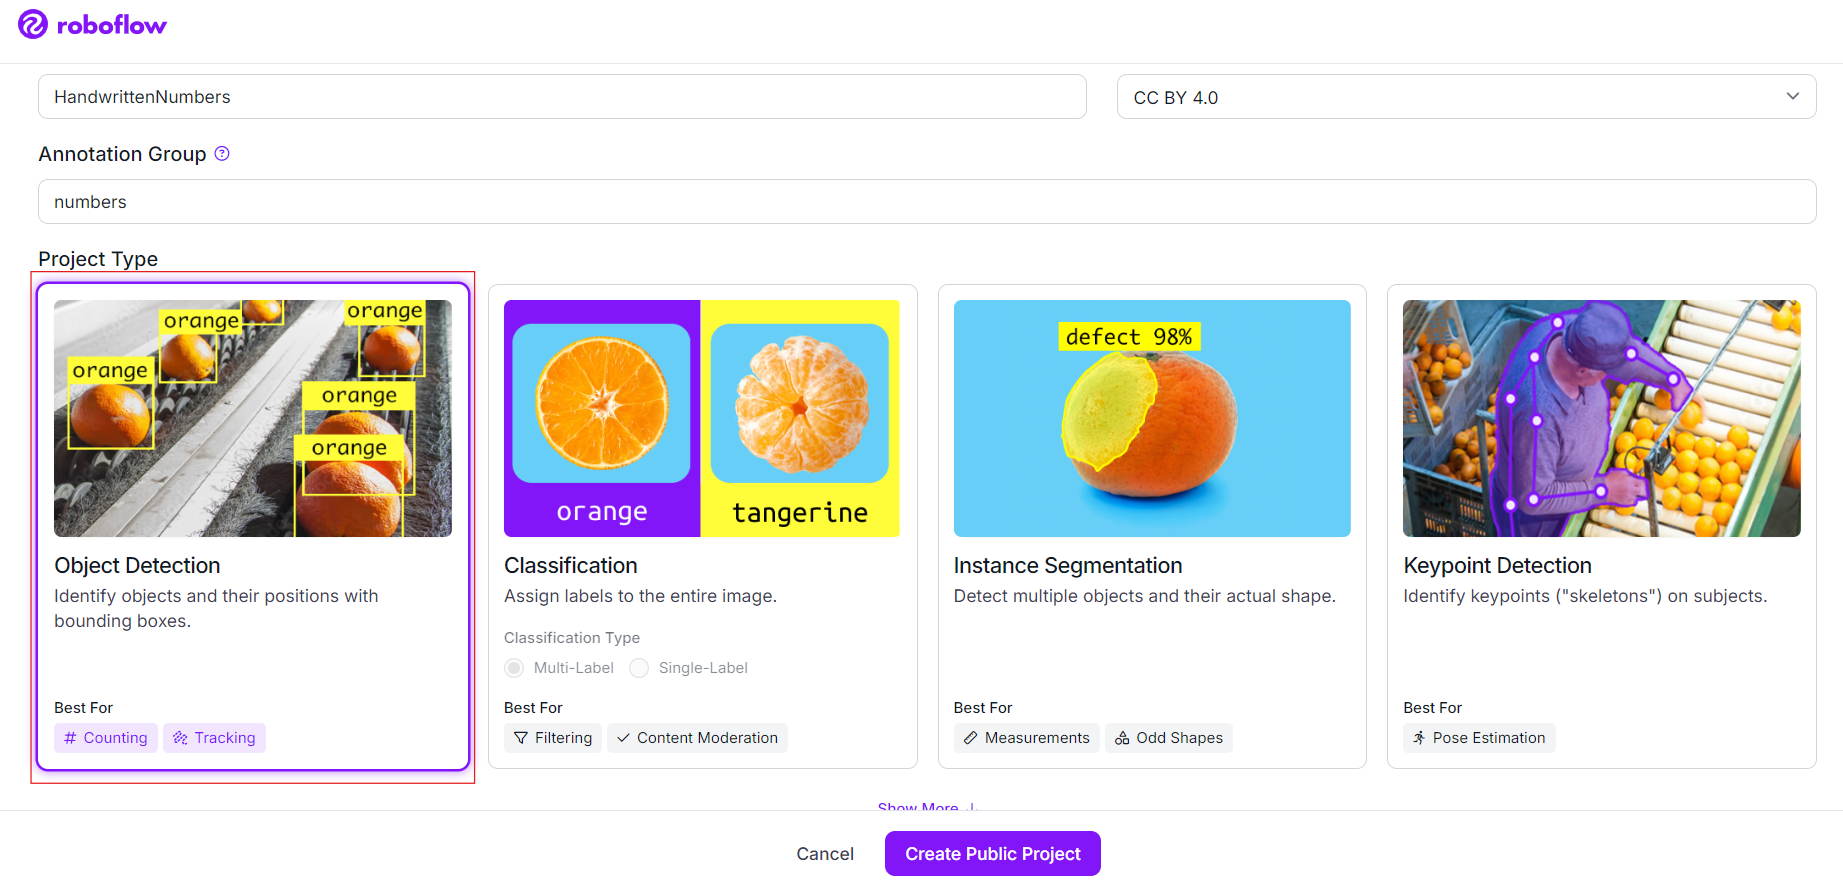 roboflow
HandwrittenNumbers
CC BY 4.0
Annotation Group ?
numbers
Project Type
orange
orange
orange
orange
orange
orange
tangerine
defect 98%
Object Detection
Identify objects and their positions with
bounding boxes.
Best For
# Counting
Tracking
Classification
Assign labels to the entire image.
Classification Type
Multi-Label
Single-Label
Best For
Filtering
Content Moderation
Instance Segmentation
Detect multiple objects and their actual shape.
Best For
Measurements
Odd Shapes
Keypoint Detection
Identify keypoints ("skeletons") on subjects.
Best For
Pose Estimation
Show More
Cancel
Create Public Project